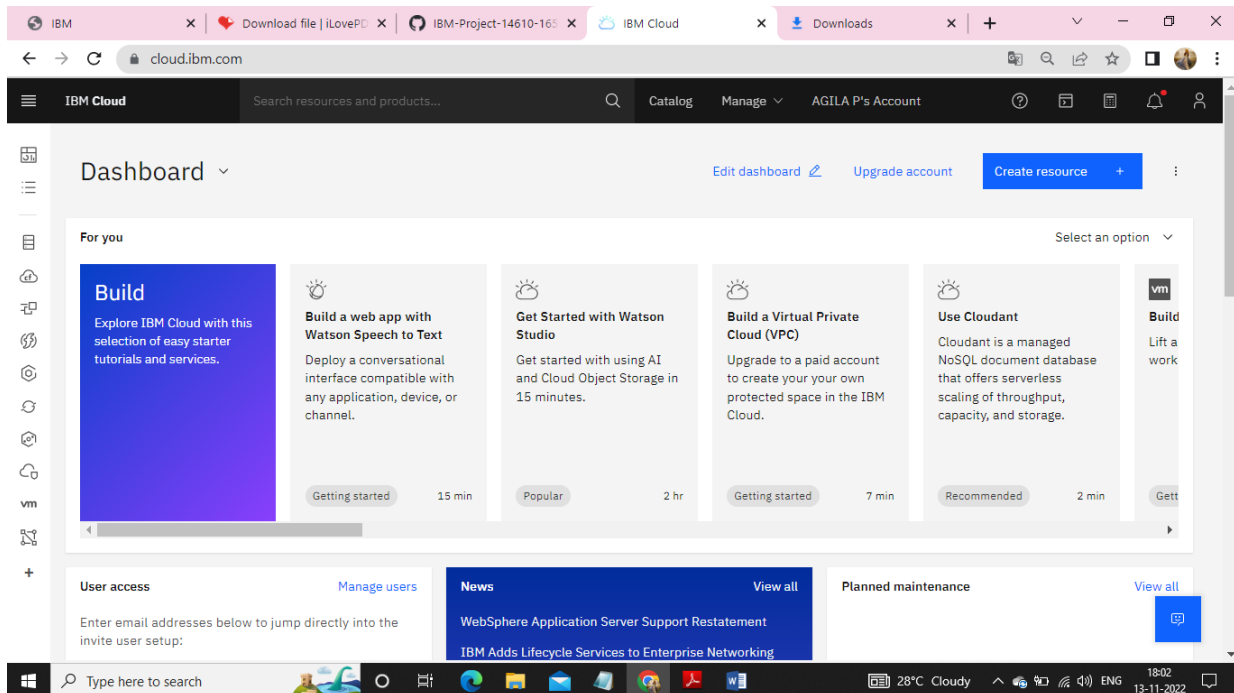 IBM
Download file | iLovePD
IBM-Project-14610-165
IBM Cloud
Downloads
cloud.ibm.com
IBM Cloud
Search resources and products...
Catalog
Manage
AGILA P's Account
Dashboard
Edit dashboard
Upgrade account
Create resource +
For you
Select an option
Build
Explore IBM Cloud with this
selection of easy starter
tutorials and services.
Build a web app with
Watson Speech to Text
Deploy a conversational
interface compatible with
any application, device, or
channel.
Getting started
15 min
Get Started with Watson
Studio
Get started with using AI
and Cloud Object Storage in
15 minutes.
Popular
2 hr
Build a Virtual Private
Cloud (VPC)
Upgrade to a paid account
to create your your own
protected space in the IBM
Cloud.
Getting started
7 min
Use Cloudant
Cloudant is a managed
NoSQL document database
that offers serverless
scaling of throughput,
capacity, and storage.
Recommended
2 min
vm
Build
Lift a
work
Gett
vm
User access
Manage users
Enter email addresses below to jump directly into the
invite user setup:
News
View all
WebSphere Application Server Support Restatement
IBM Adds Lifecycle Services to Enterprise Networking
Planned maintenance
View all
Type here to search
28°C Cloudy
ENG
18:02
13-11-2022